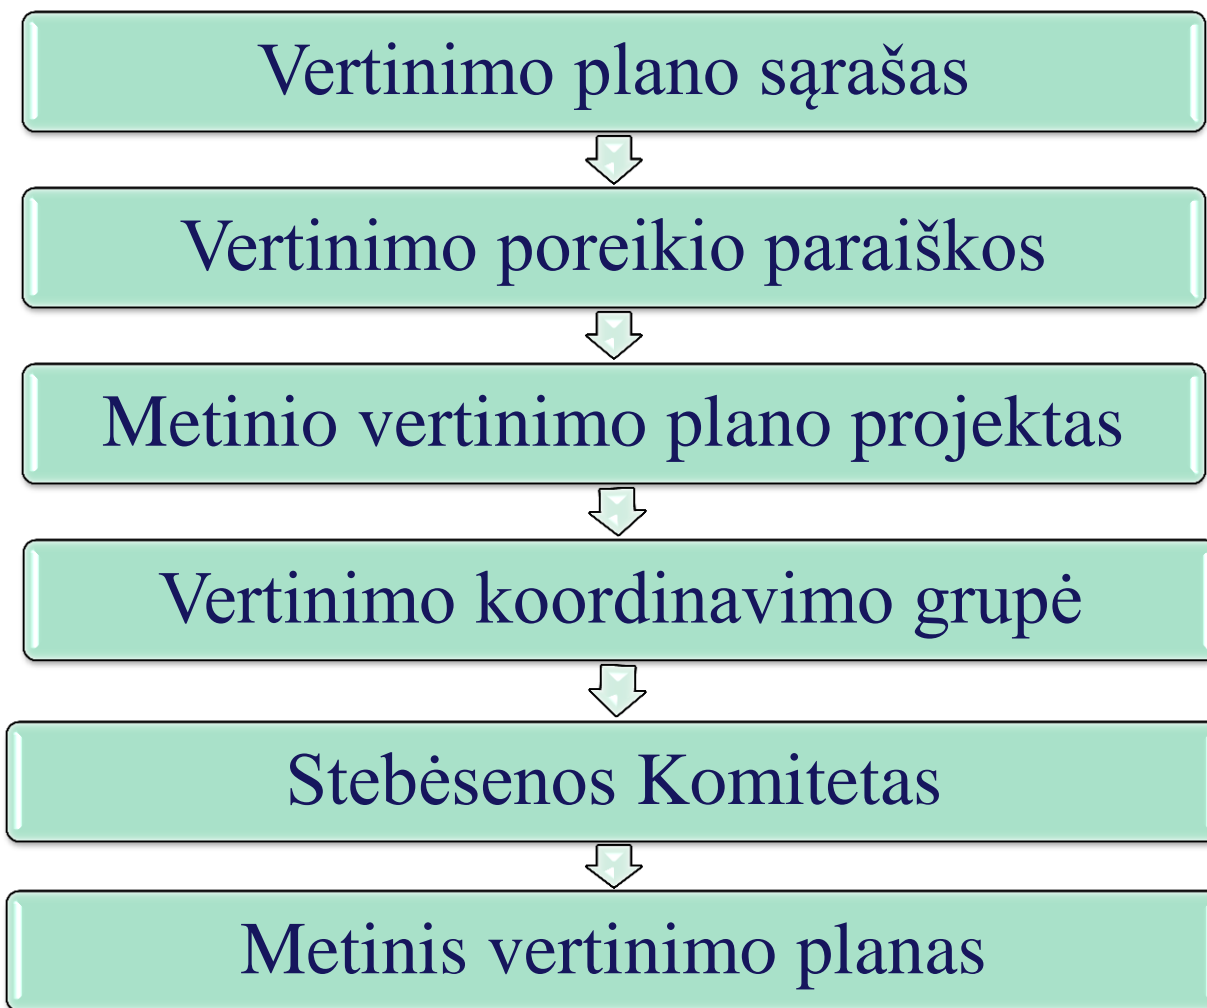 Vertinimo plano sąrašas
Vertinimo poreikio paraiškos
Metinio vertinimo plano projektas
Vertinimo koordinavimo grupė
Stebėsenos Komitetas
Metinis vertinimo planas